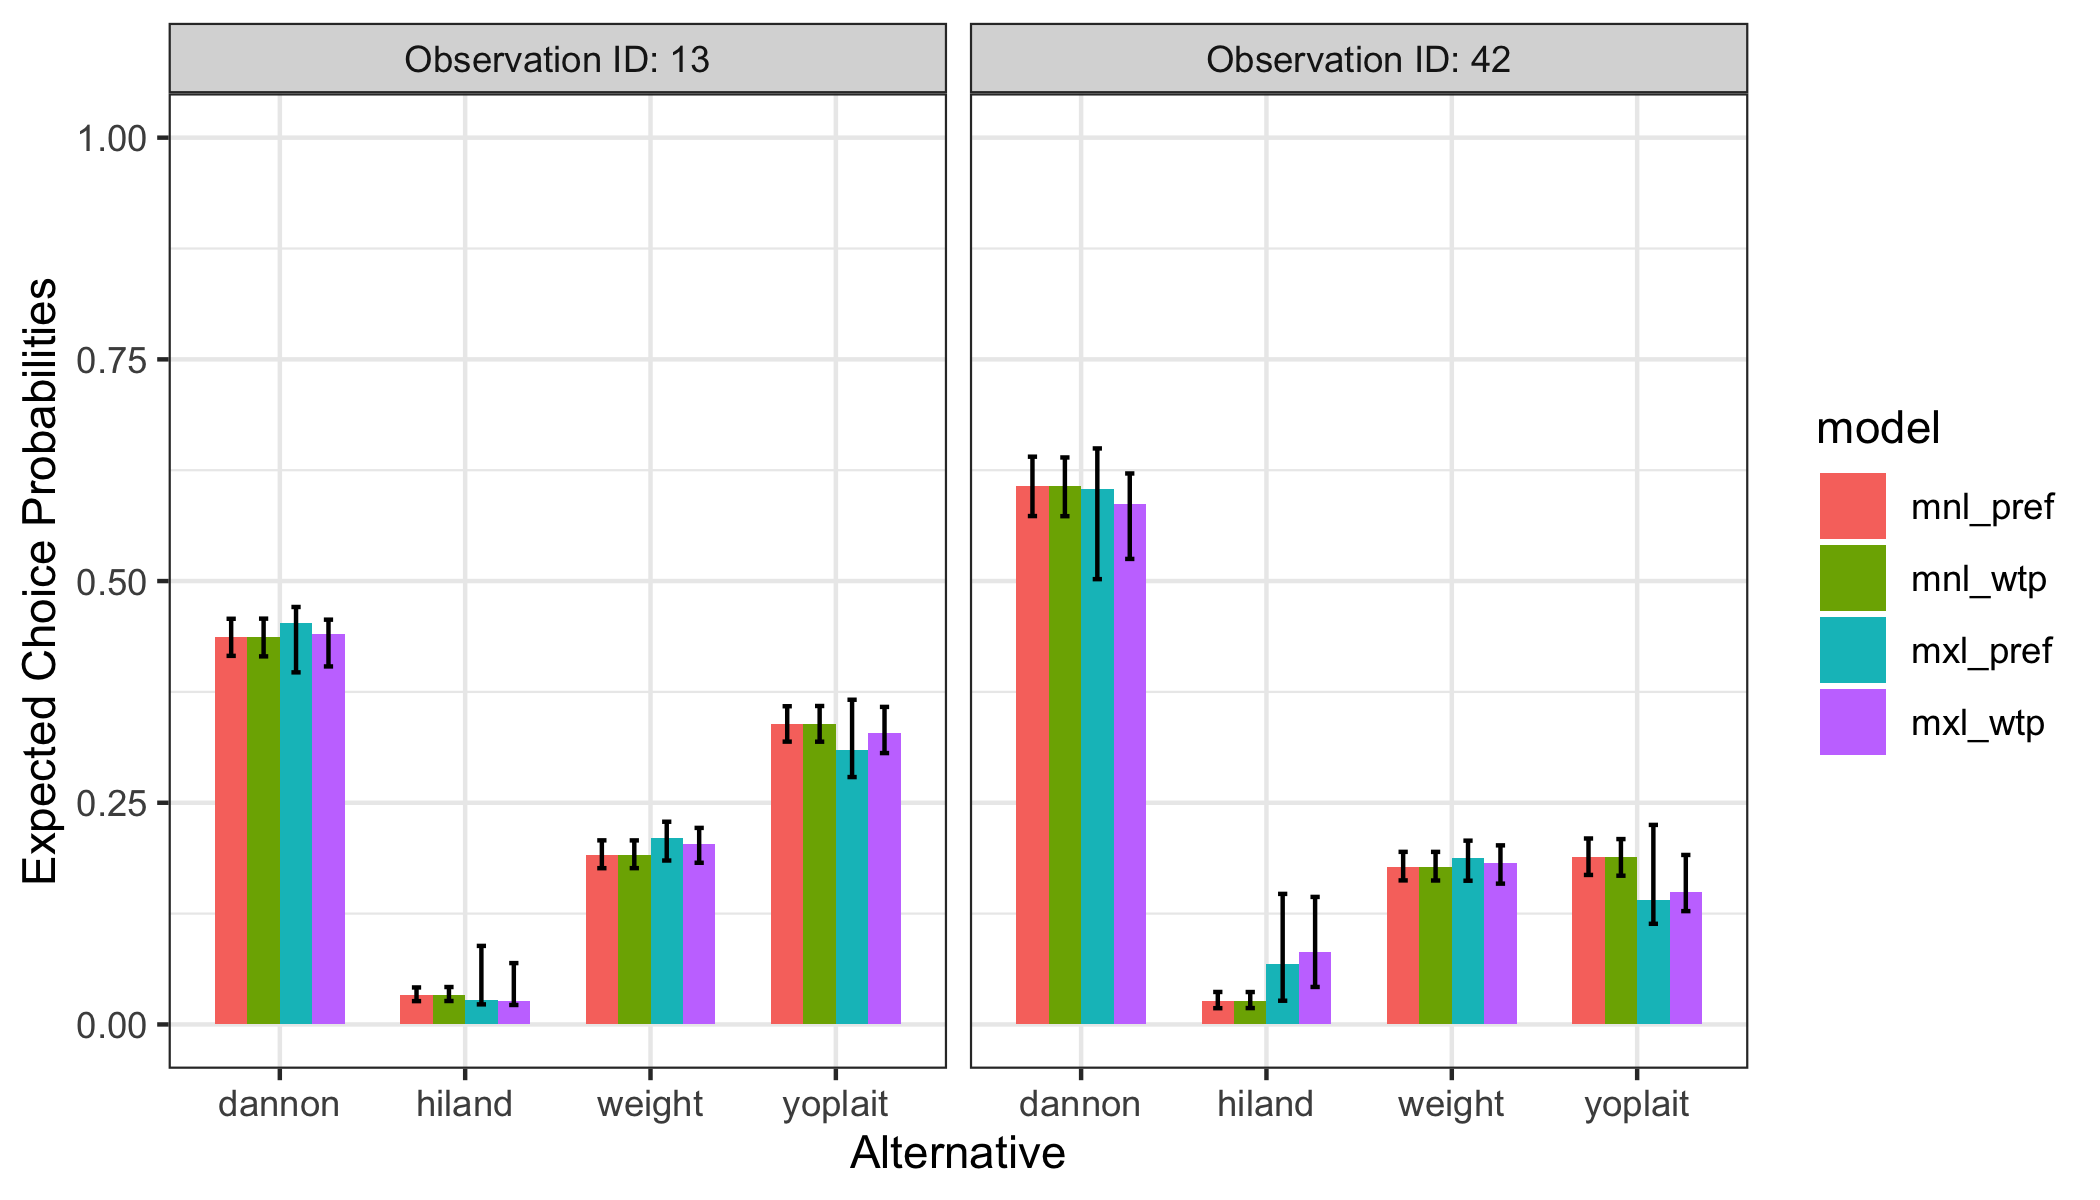 Observation ID: 13
Observation ID: 42
Expected Choice Probabilities
1.00
0.75
0.50
0.25
0.00
dannon hiland weight yoplait
dannon hiland weight yoplait
Alternative
model
mnl_pref
mnl_wtp
mxl_pref
mxl_wtp